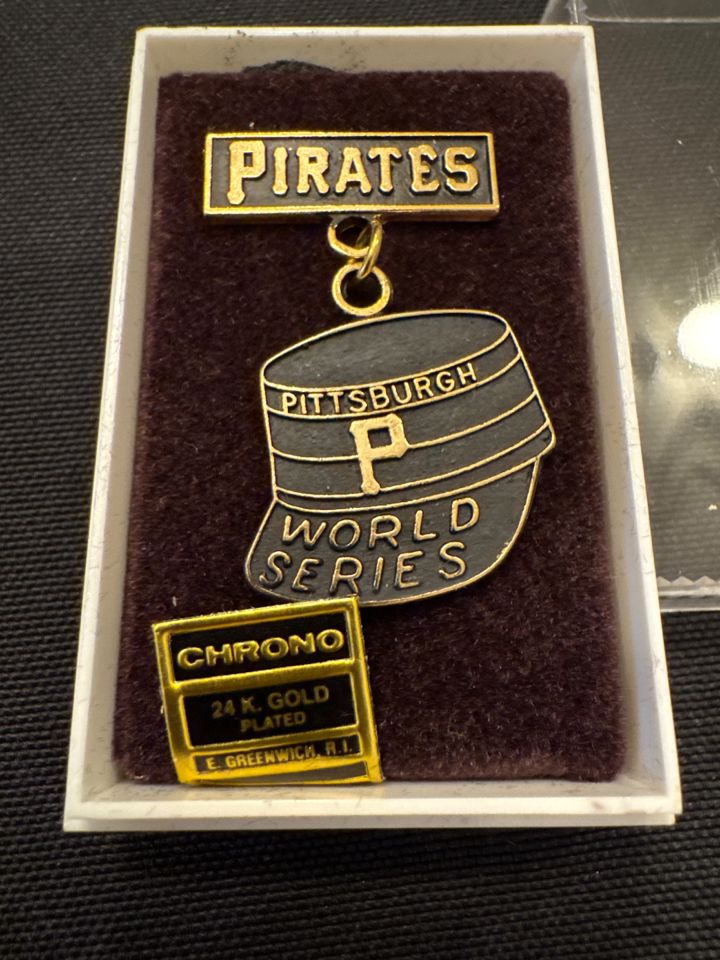 PIRATES
PITTSBURGH
P
WORLD
SERIES
CHRONO
24 K. GOLD
PLATED
E. GREENWICH, R.I.